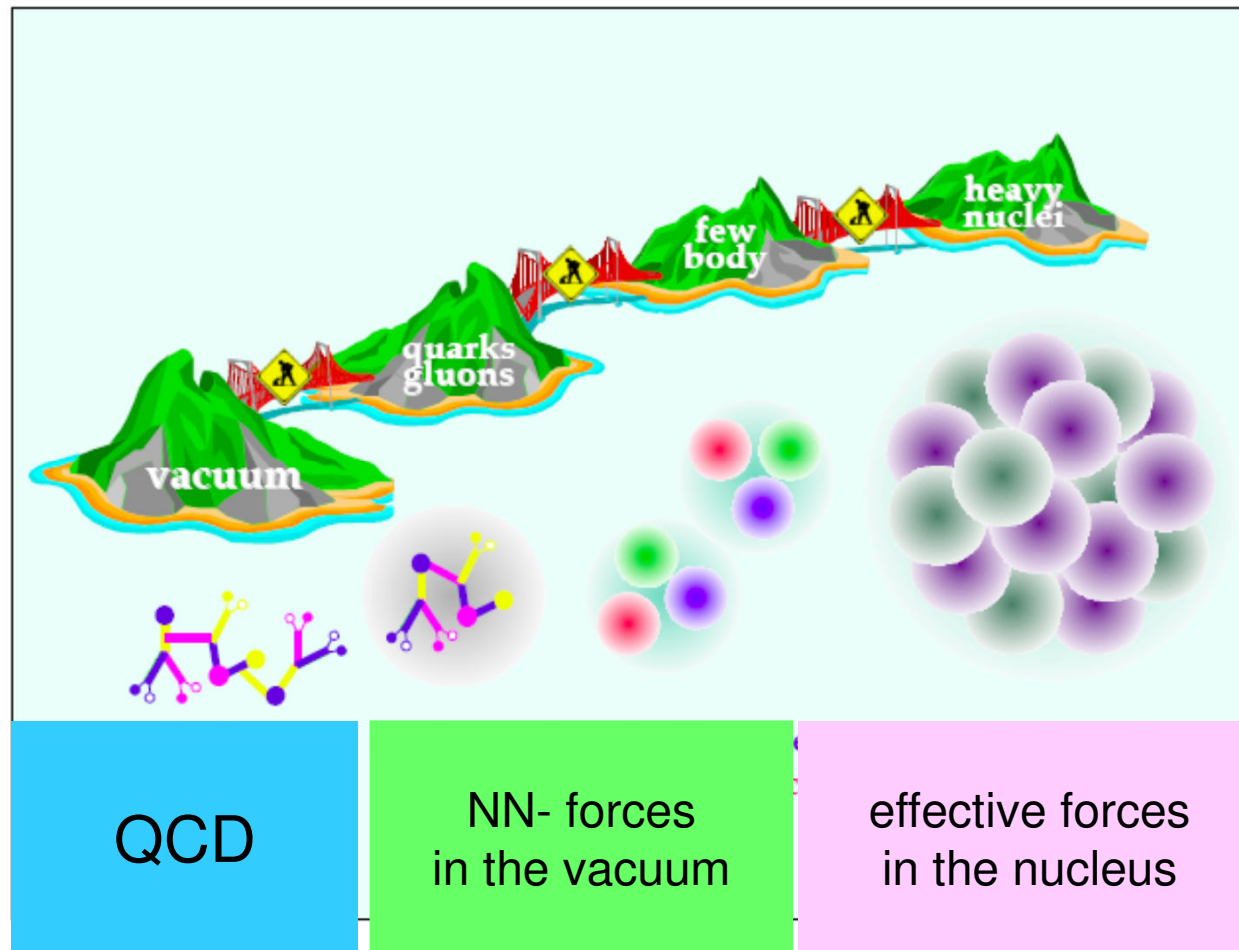 heavy
nuclei
few
body
quarks
gluons
vacuum
QCD
NN- forces
in the vacuum
effective forces
in the nucleus